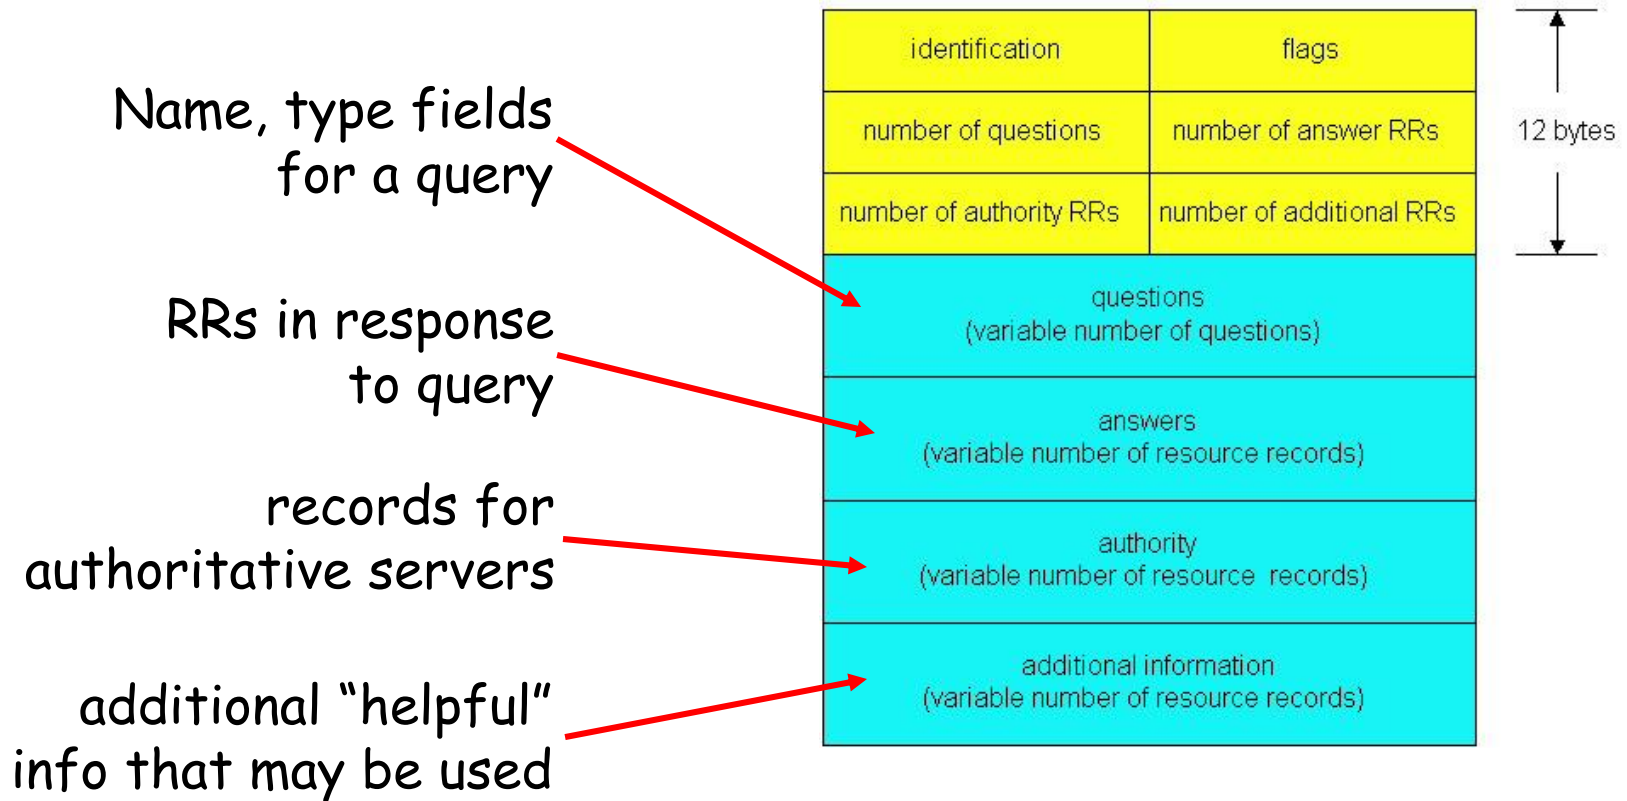 Name, type fields
for a query
RRs in response
to query
records for
authoritative servers
additional “helpful”
info that may be used
identification
flags
number of questions
number of answer RRs
number of authority RRs
number of additional RRs
12 bytes
questions
(variable number of questions)
answers
(variable number of resource records)
authority
(variable number of resource records)
additional information
(variable number of resource records)